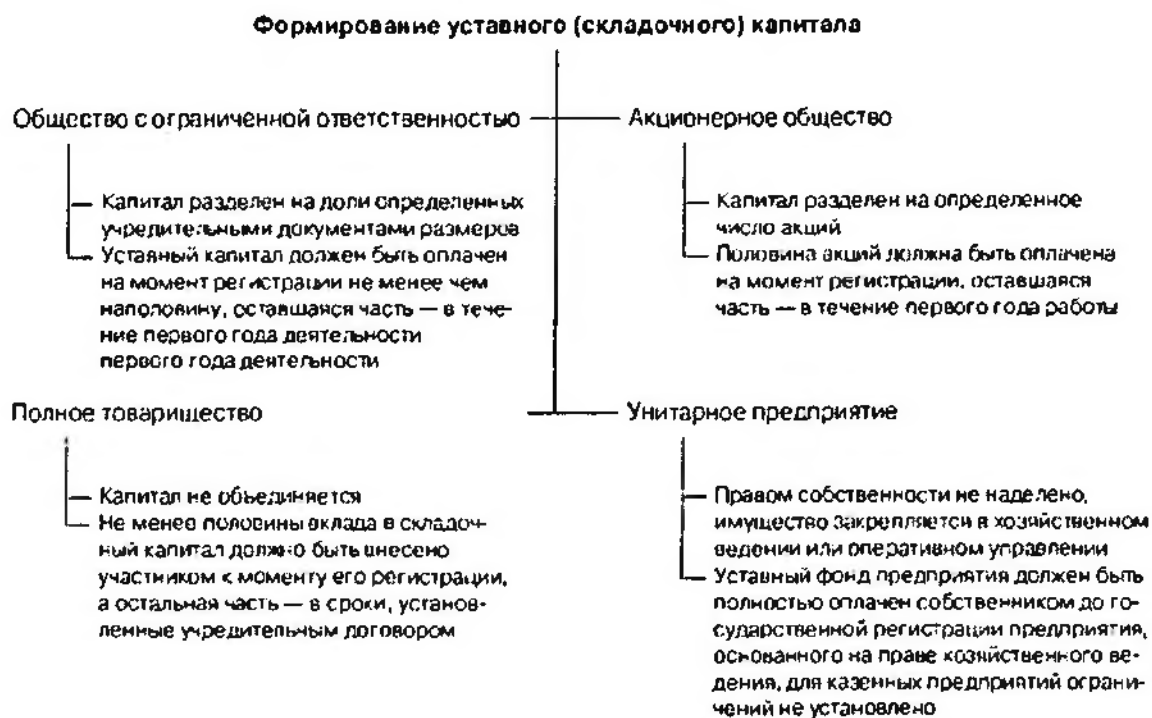 Формирование уставного (складочного) капитала
Общество с ограниченной ответственностью
Капитал разделен на доли определенных
учредительными документами размеров
Уставный капитал должен быть оплачен
на момент регистрации не менее чем
наполовину, оставшаяся часть — в тече-
ние первого года деятельности
первого года деятельности
Акционерное общество
Капитал разделен на определенное
число акций
Половина акций должна быть оплачена
на момент регистрации, оставшаяся
часть — в течение первого года работы
Полное товарищество
Капитал не объединяется
Не менее половины вклада в складоч-
ный капитал должно быть внесено
участником к моменту его регистрации,
а остальная часть — в сроки, установ-
ленные учредительным договором
Унитарное предприятие
Правом собственности не наделено,
имущество закрепляется в хозяйственном
ведении или оперативном управлении
Уставный фонд предприятия должен быть
полностью оплачен собственником до го-
сударственной регистрации предприятия,
основанного на праве хозяйственного ве-
дения, для казенных предприятий ограни-
чений не установлено